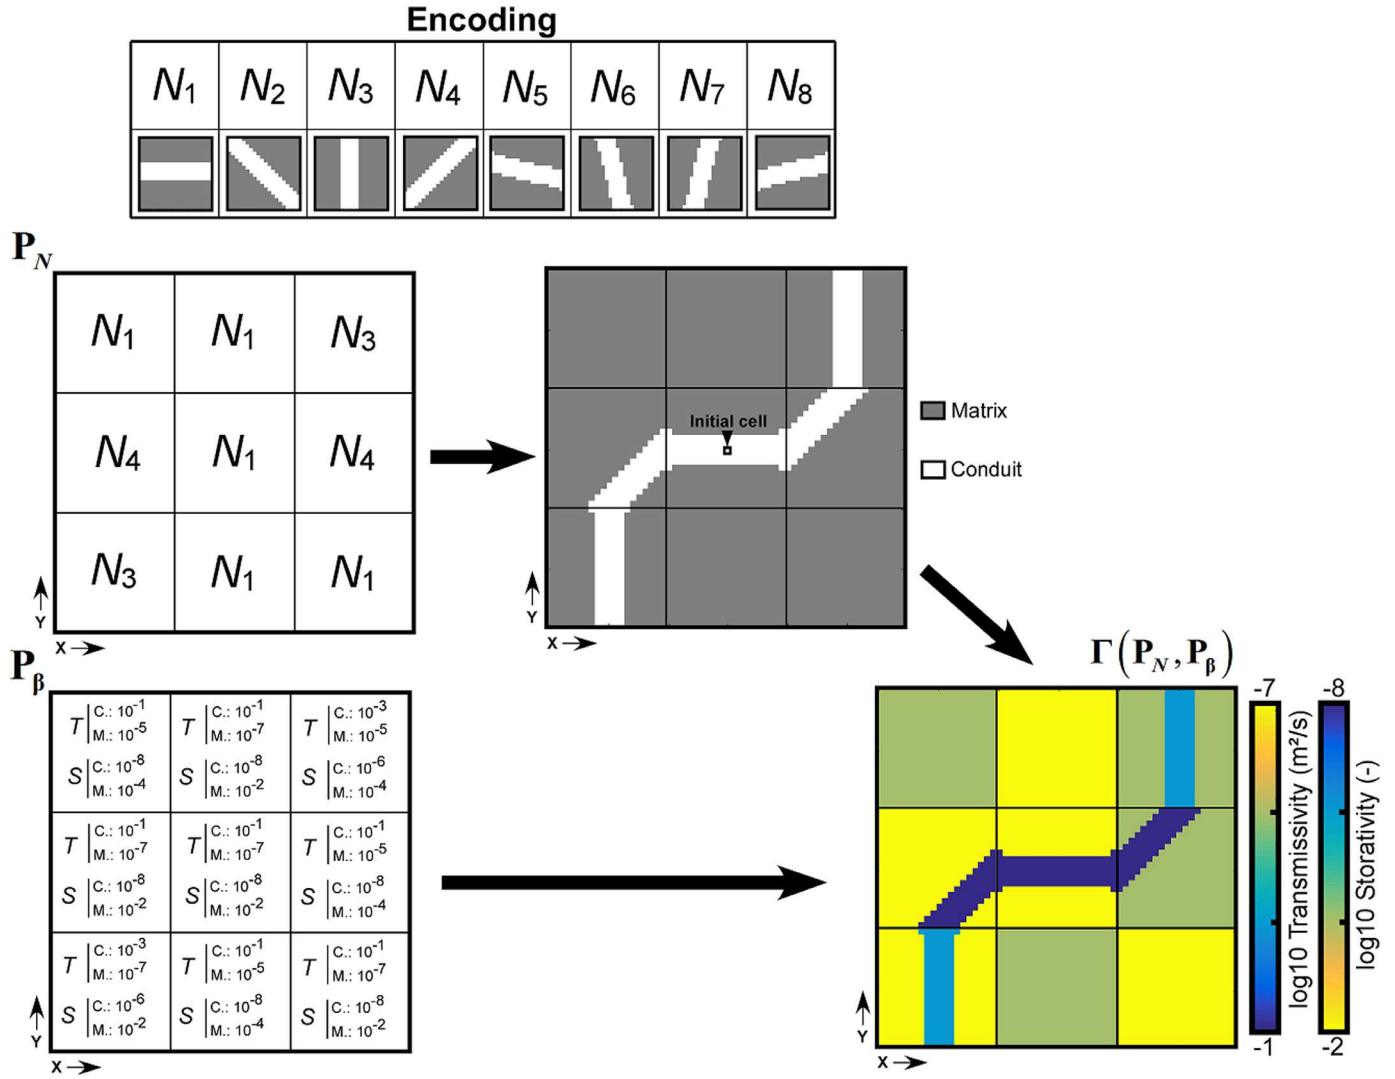 Encoding
N1 N2 N3 N4 N5 N6 N7 N8
P_N
N1 N1 N3
N4 N1 N4
N3 N1 N1
Y
X
Initial cell
Y
X
Matrix
Conduit
P_β
T C.: 10^-1 T C.: 10^-1 T C.: 10^-3
M.: 10^-5 M.: 10^-7 M.: 10^-5
S C.: 10^-8 S C.: 10^-8 S C.: 10^-6
M.: 10^-4 M.: 10^-2 M.: 10^-4
T C.: 10^-1 T C.: 10^-1 T C.: 10^-1
M.: 10^-7 M.: 10^-7 M.: 10^-5
S C.: 10^-8 S C.: 10^-8 S C.: 10^-8
M.: 10^-2 M.: 10^-2 M.: 10^-4
T C.: 10^-3 T C.: 10^-1 T C.: 10^-1
M.: 10^-7 M.: 10^-5 M.: 10^-7
S C.: 10^-6 S C.: 10^-8 S C.: 10^-8
M.: 10^-2 M.: 10^-4 M.: 10^-2
Y
X
Γ(P_N, P_β)
Y
X
-7
log10 Transmissivity (m²/s)
-1
-8
log10 Storativity (-)
-2